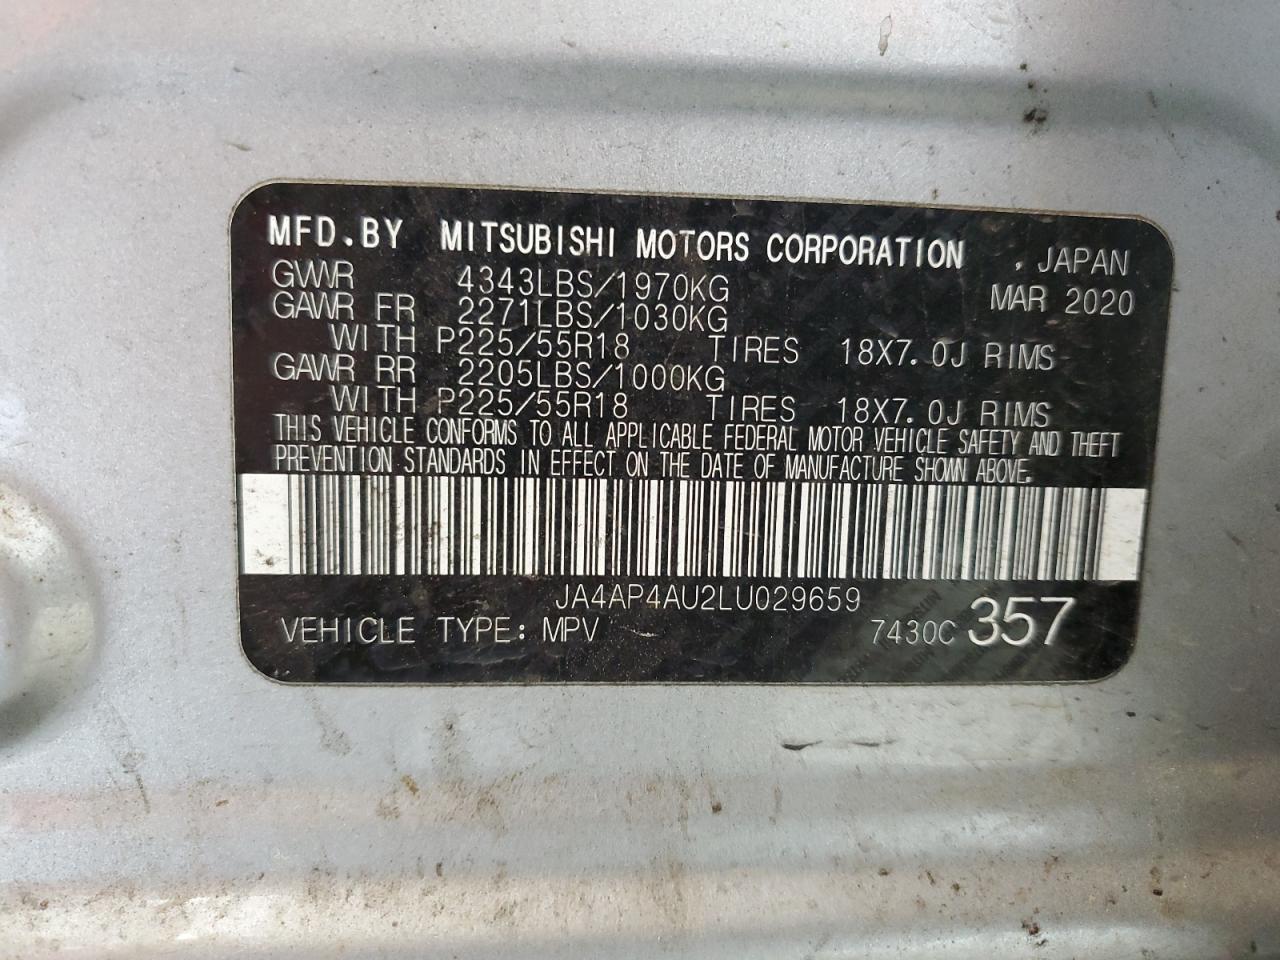 MFD.BY MITSUBISHI MOTORS CORPORATION , JAPAN
GVWR 4343LBS/1970KG MAR 2020
GAWR FR 2271LBS/1030KG
WITH P225/55R18 TIRES 18X7.0J RIMS
GAWR RR 2205LBS/1000KG
WITH P225/55R18 TIRES 18X7.0J RIMS
THIS VEHICLE CONFORMS TO ALL APPLICABLE FEDERAL MOTOR VEHICLE SAFETY AND THEFT
PREVENTION STANDARDS IN EFFECT ON THE DATE OF MANUFACTURE SHOWN ABOVE.
JA4AP4AU2LU029659
VEHICLE TYPE: MPV 7430C 357